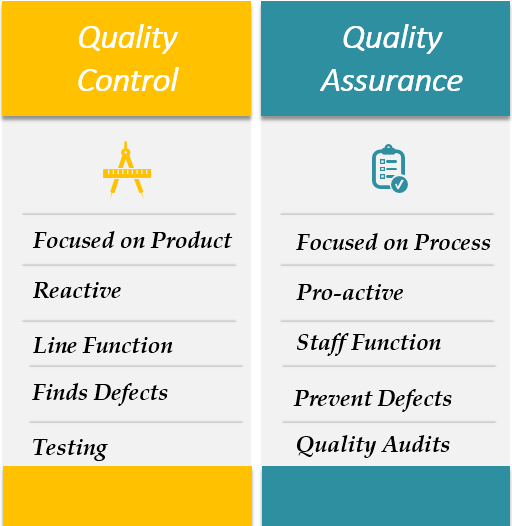 Quality
Control
Focused on Product
Reactive
Line Function
Finds Defects
Testing
Quality
Assurance
Focused on Process
Pro-active
Staff Function
Prevent Defects
Quality Audits